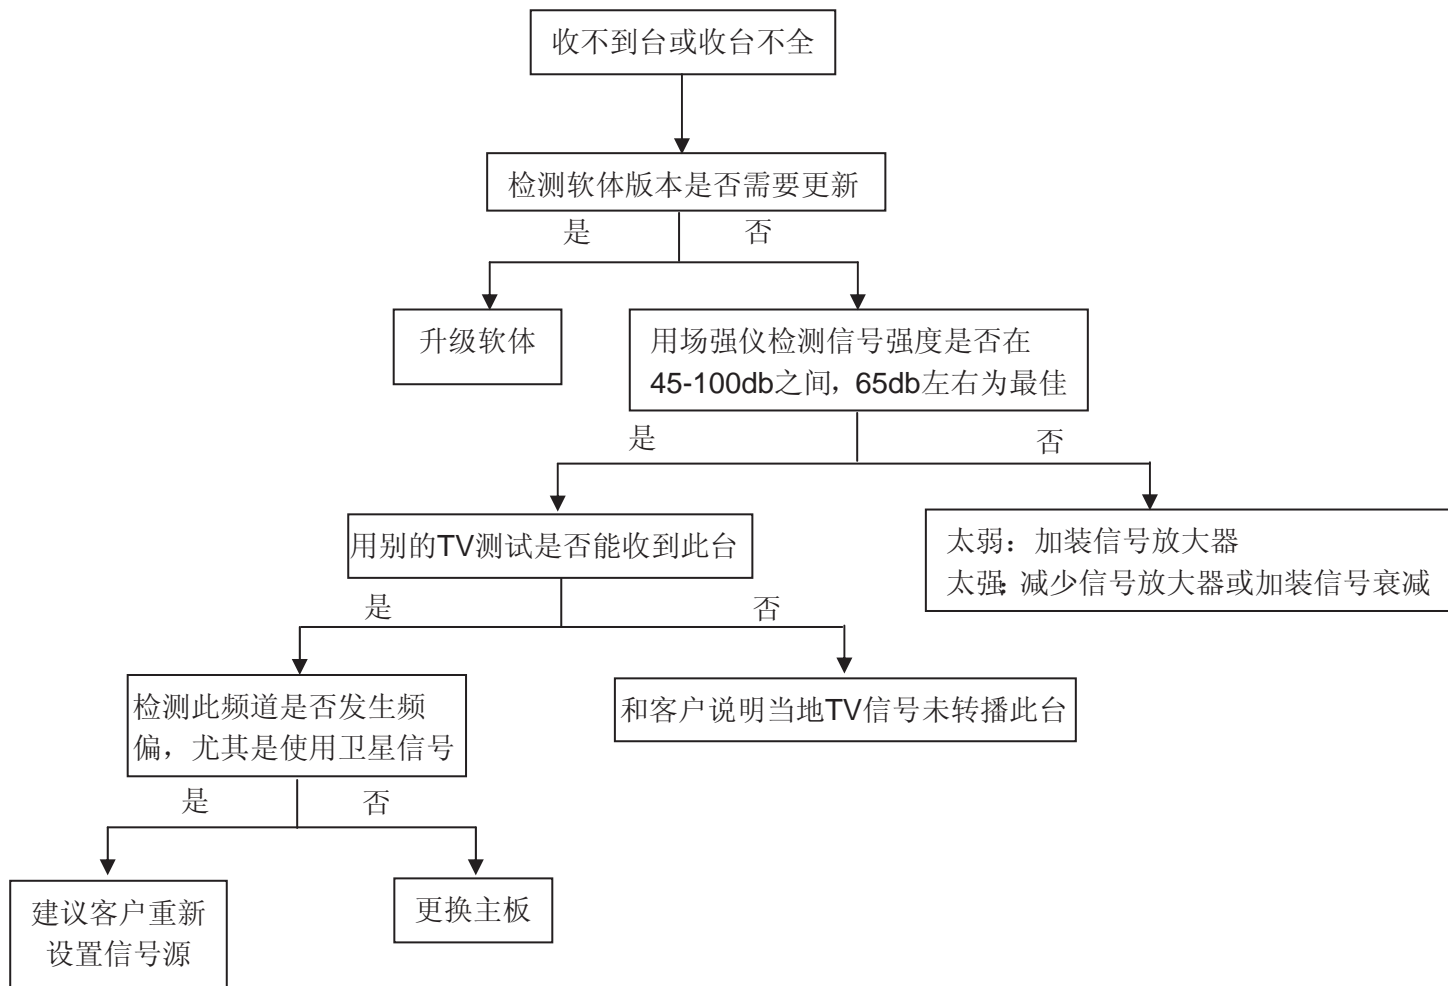 收不到台或收台不全
检测软体版本是否需要更新
是
否
升级软体
用场强仪检测信号强度是否在
45-100db之间，65db左右为最佳
是
否
用别的TV测试是否能收到此台
太弱：加装信号放大器
太强：减少信号放大器或加装信号衰减
是
否
检测此频道是否发生频
偏，尤其是使用卫星信号
和客户说明当地TV信号未转播此台
是
否
建议客户重新
设置信号源
更换主板